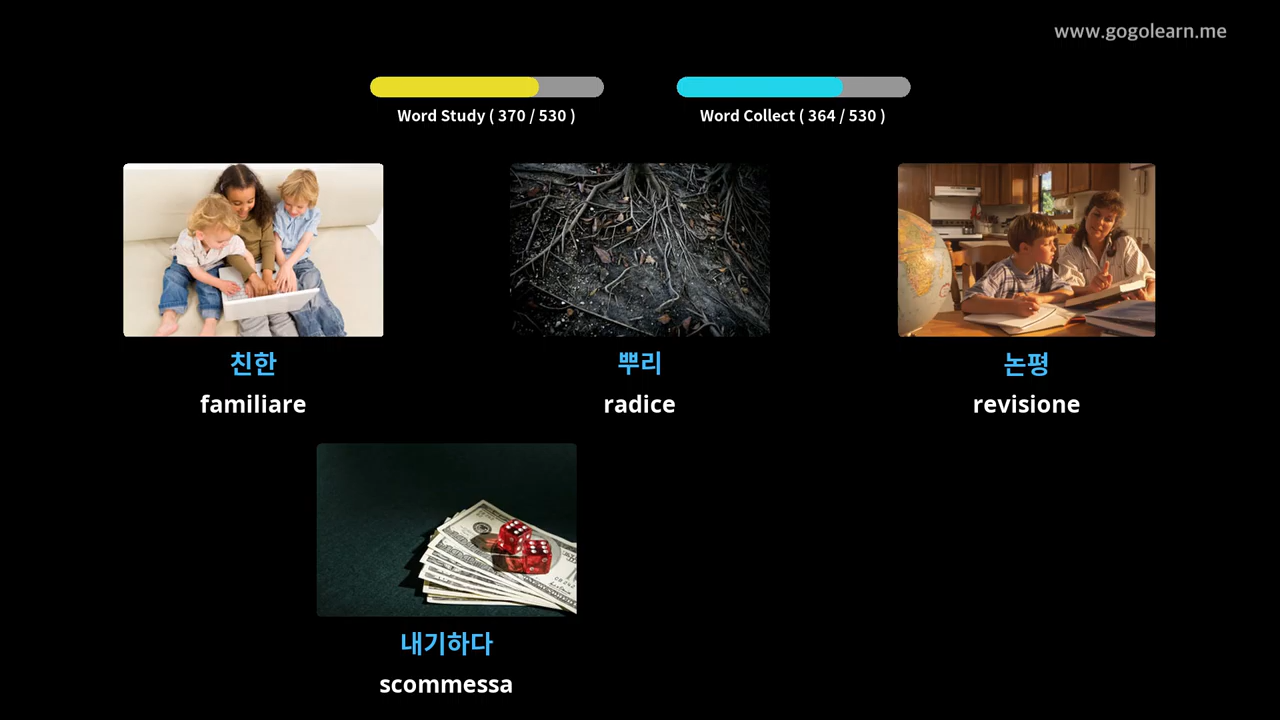 www.gogolearn.me
Word Study ( 370 / 530 )
Word Collect ( 364 / 530 )
친한
familiare
뿌리
radice
논평
revisione
내기하다
scommessa